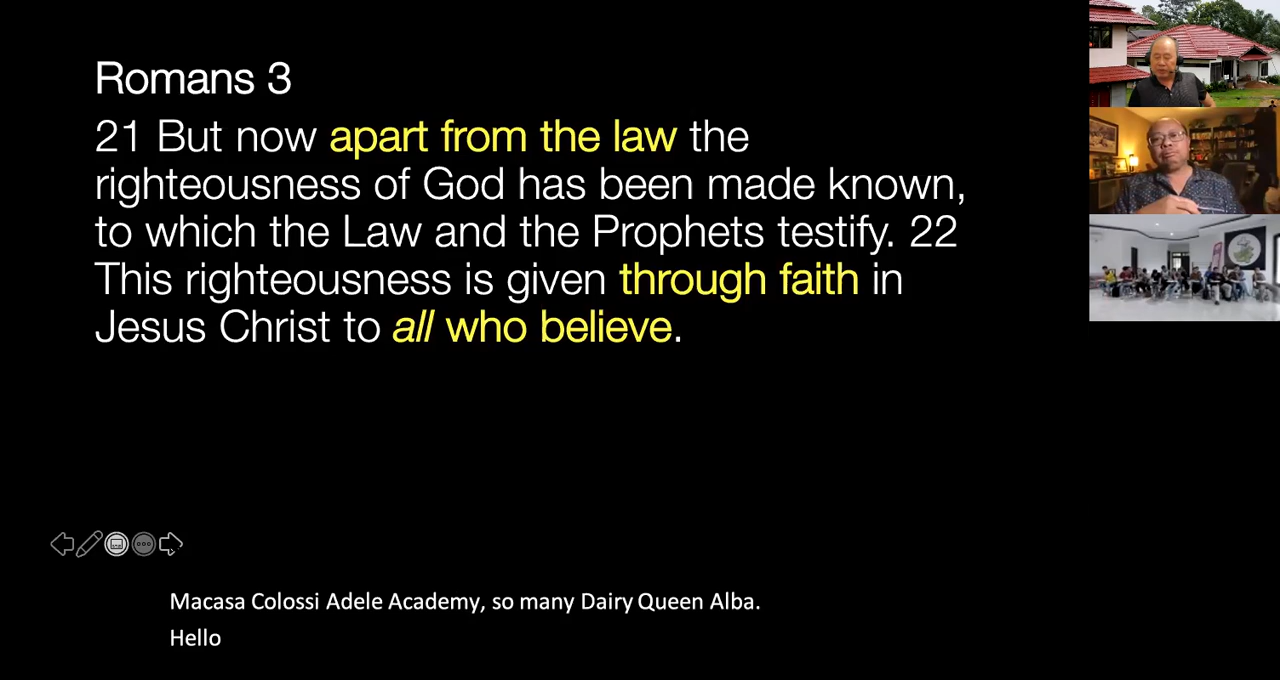 Romans 3
21 But now apart from the law the
righteousness of God has been made known,
to which the Law and the Prophets testify. 22
This righteousness is given through faith in
Jesus Christ to all who believe.
Macasa Colossi Adele Academy, so many Dairy Queen Alba.
Hello